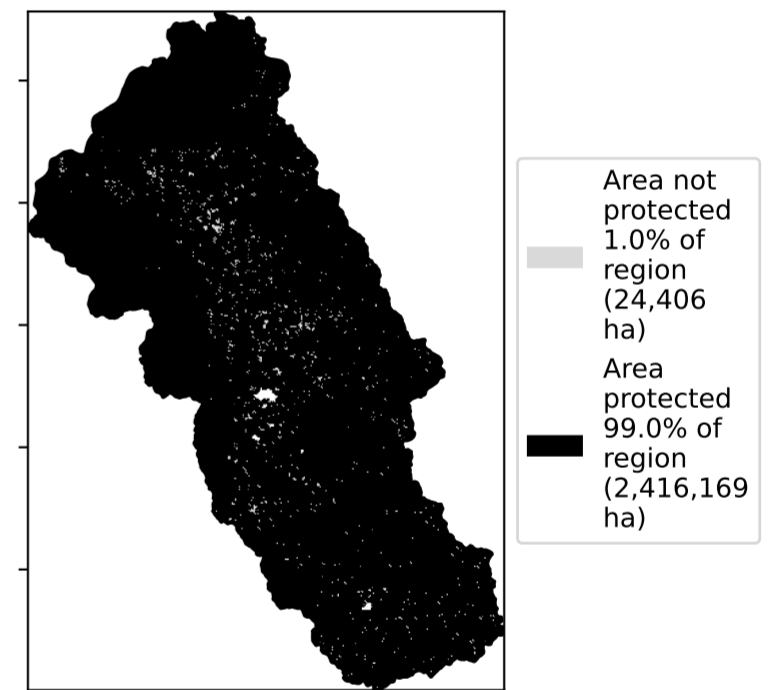 Area not
protected
1.0% of
region
(24,406
ha)
Area
protected
99.0% of
region
(2,416,169
ha)